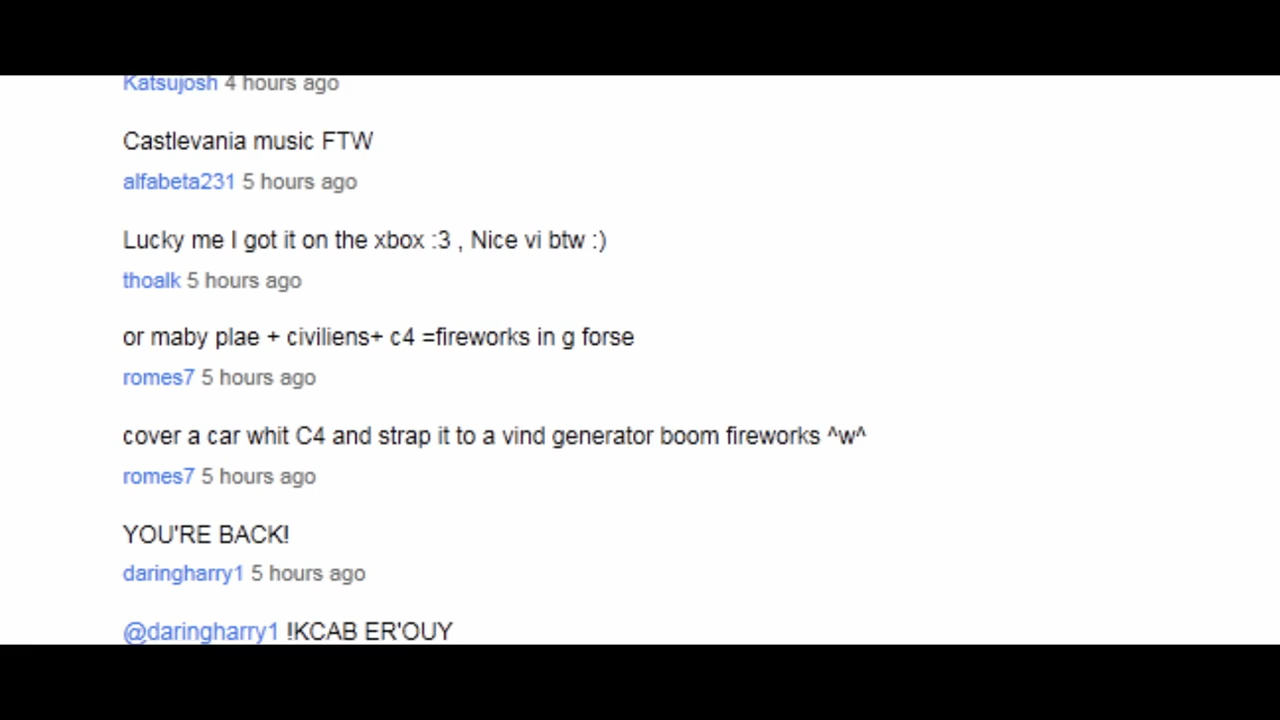 Katsujosh 4 hours ago
Castlevania music FTW
alfabeta231 5 hours ago
Lucky me I got it on the xbox :3 , Nice vi btw :)
thoalk 5 hours ago
or maby plae + civiliens+ c4 =fireworks in g forse
romes7 5 hours ago
cover a car whit C4 and strap it to a vind generator boom fireworks ^w^
romes7 5 hours ago
YOU'RE BACK!
daringharry1 5 hours ago
@daringharry1 !KCAB ER'OUY